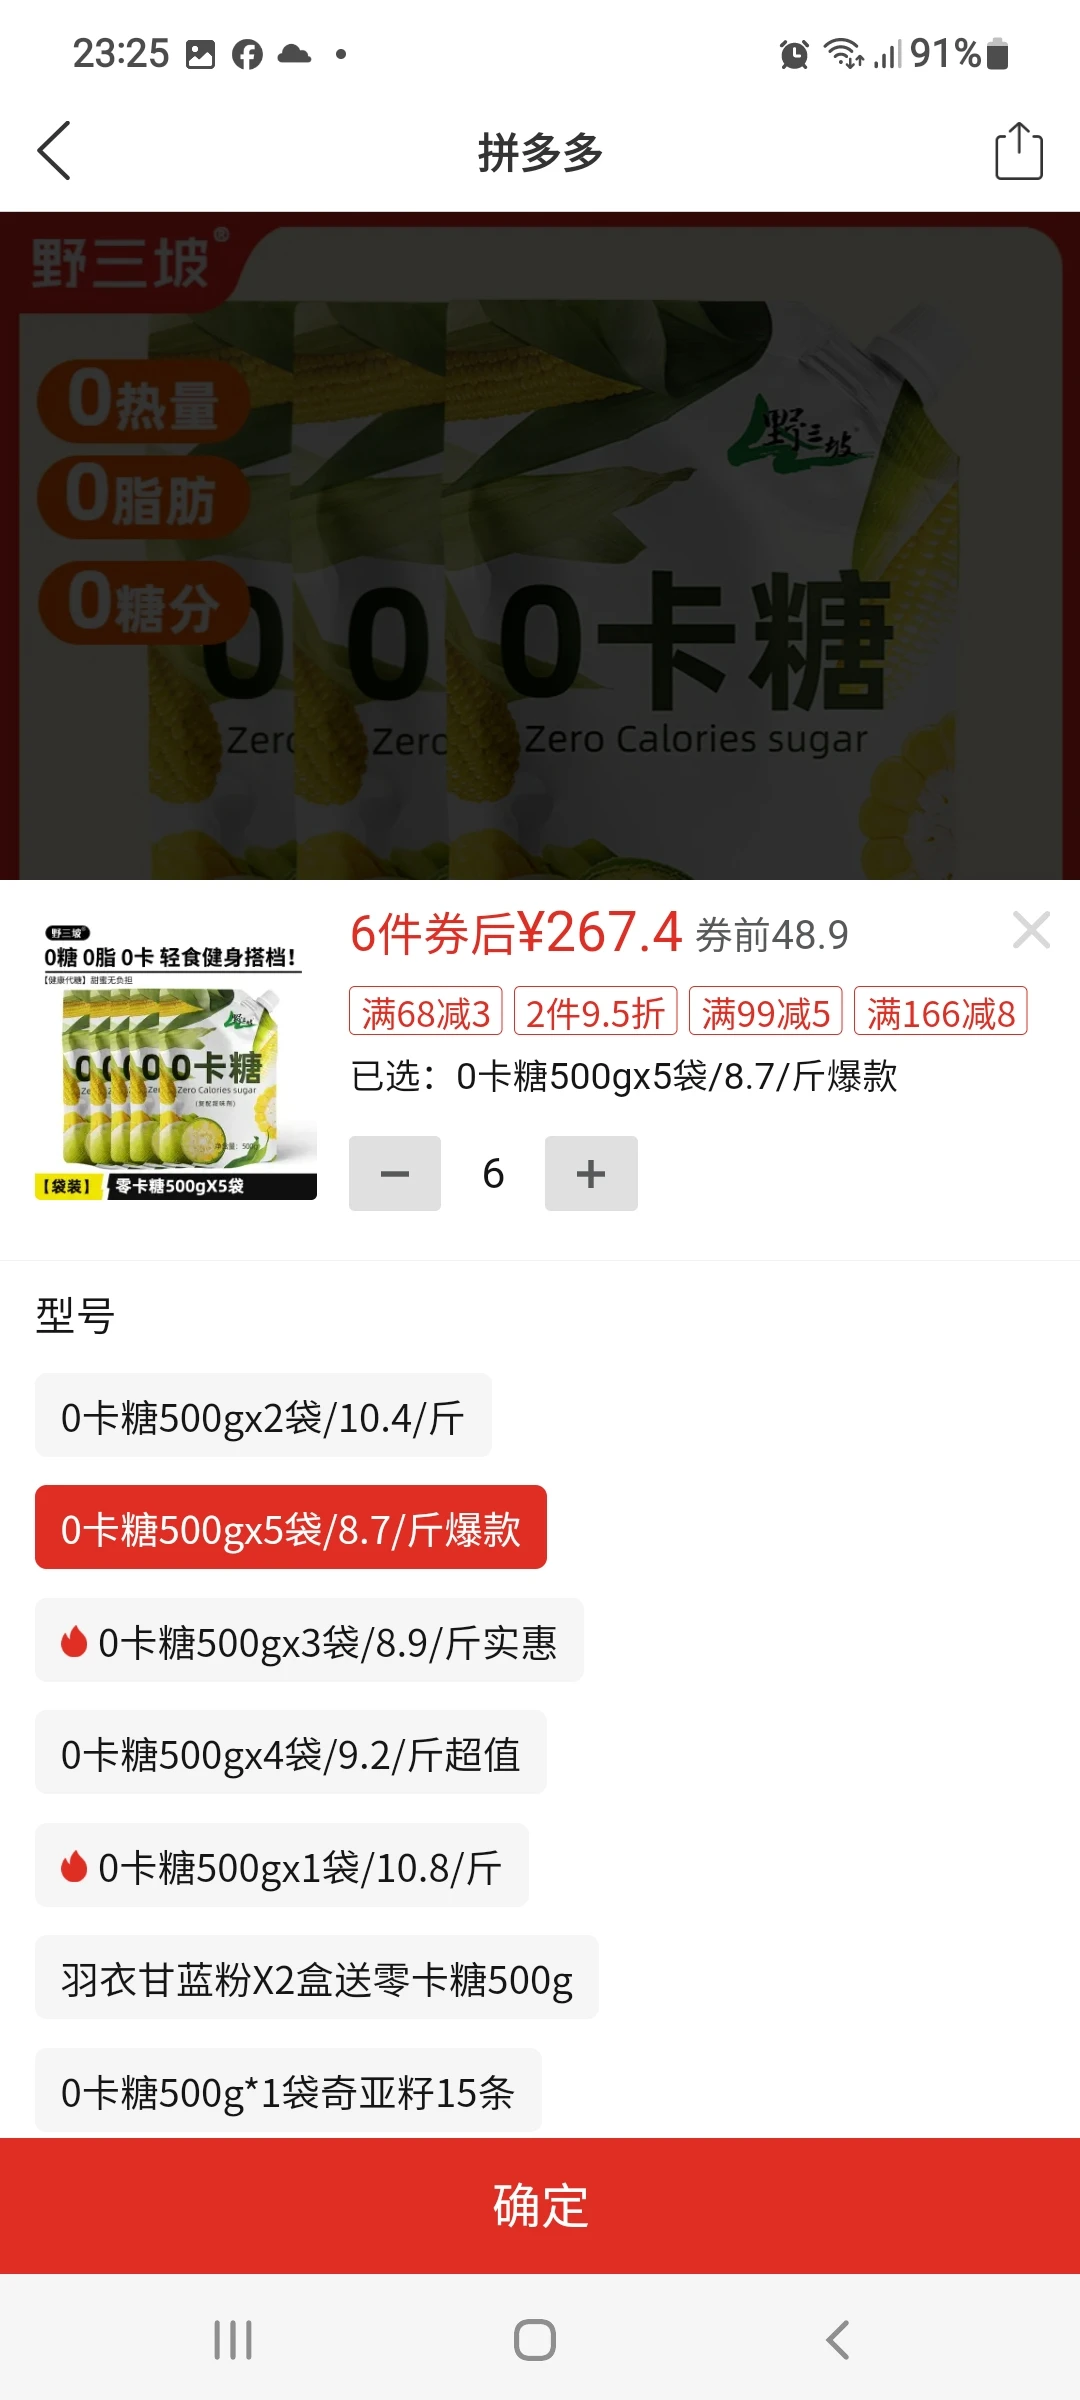 23:25
91%
拼多多
野三坡®
0热量
0脂肪
0糖分
野三坡
0 0 0卡糖
Zero Zero Zero Calories sugar
野三坡
0糖 0脂 0卡 轻食健身搭档!
【健康代糖】甜蜜无负担
0卡糖
Zero Calories sugar
【袋装】 零卡糖500gX5袋
6件券后¥267.4 券前48.9
满68减3 2件9.5折 满99减5 满166减8
已选：0卡糖500gx5袋/8.7/斤爆款
− 6 +
型号
0卡糖500gx2袋/10.4/斤
0卡糖500gx5袋/8.7/斤爆款
0卡糖500gx3袋/8.9/斤实惠
0卡糖500gx4袋/9.2/斤超值
0卡糖500gx1袋/10.8/斤
羽衣甘蓝粉X2盒送零卡糖500g
0卡糖500g*1袋奇亚籽15条
确定